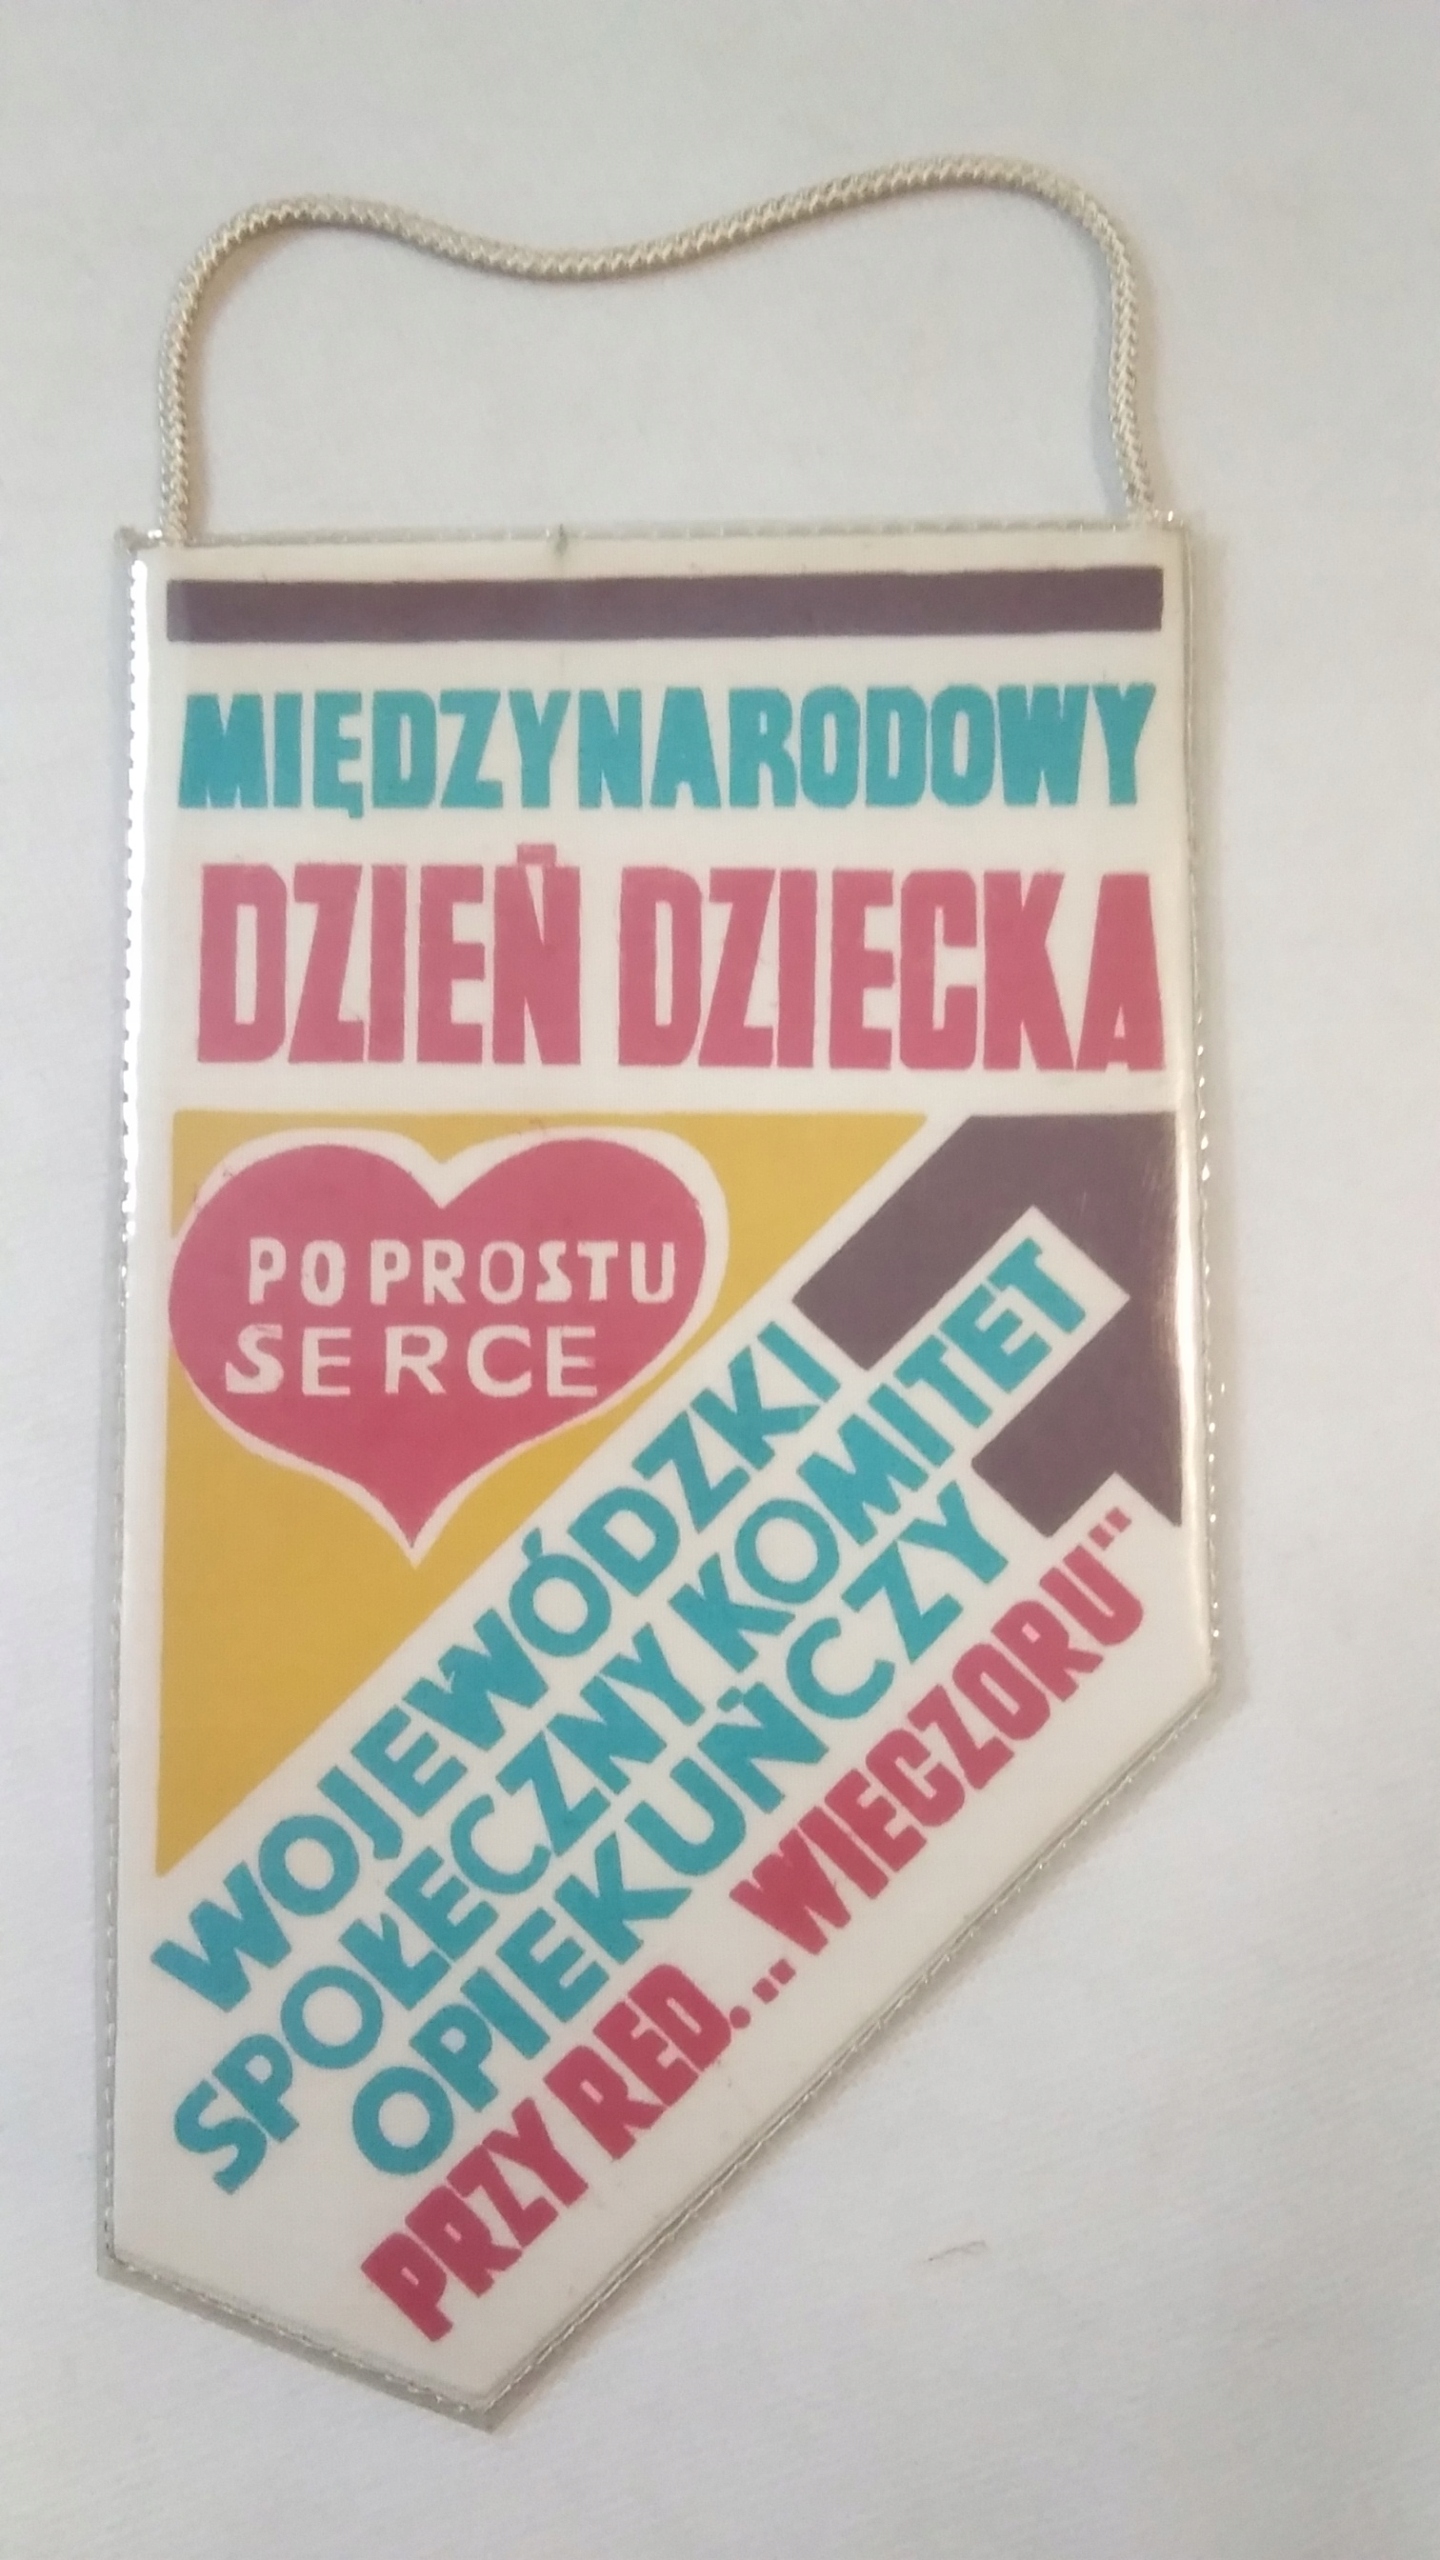 MIĘDZYNARODOWY
DZIEŃ DZIECKA
PO PROSTU
SERCE
WOJEWÓDZKI
SPOŁECZNY KOMITET
OPIEKUŃCZY
PRZY RED. „WIECZORU"